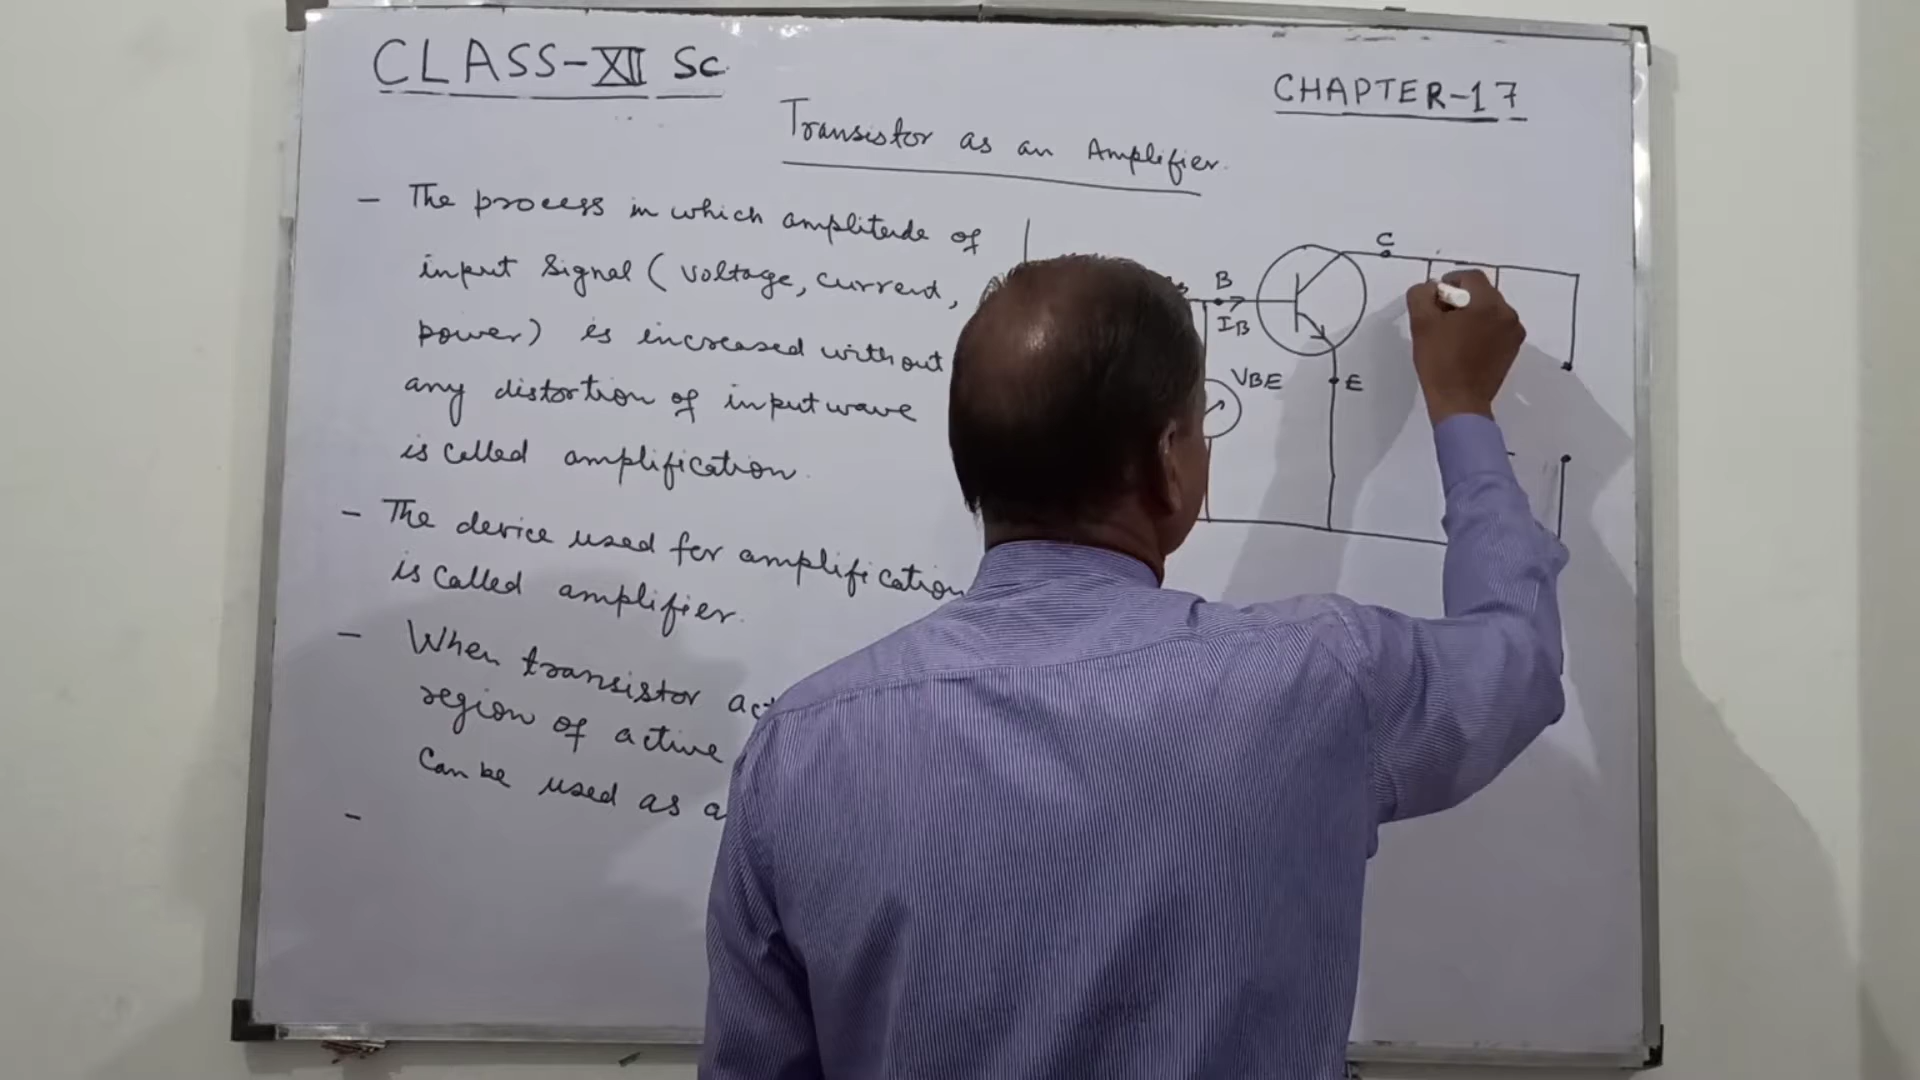 CLASS-XII Sc
CHAPTER-17
Transistor as an Amplifier.
- The process in which amplitude of
input signal (voltage, current,
power) is increased without
any distortion of input wave
is called amplification.
- The device used for amplification
is called amplifier.
- When transistor
region of active
can be used as a
-
C
B
IB
VBE
E